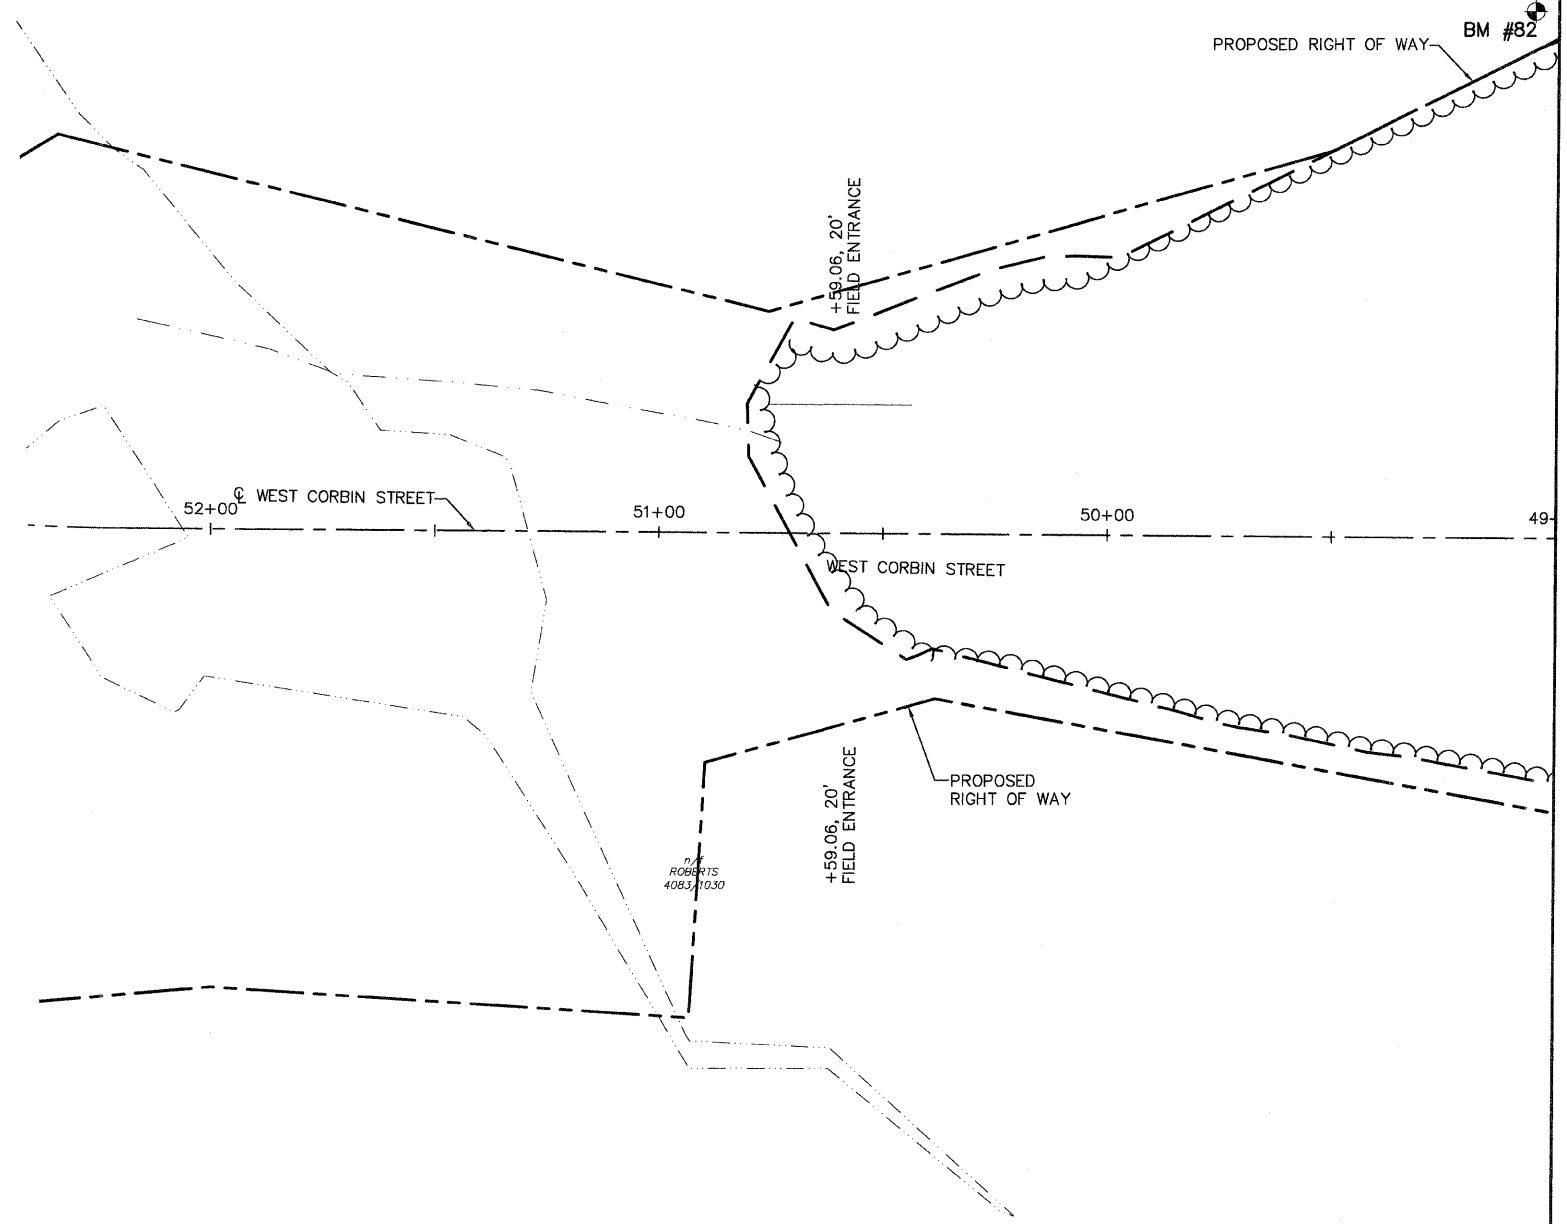 BM #82
PROPOSED RIGHT OF WAY
+59.06, 20'
FIELD ENTRANCE
℄ WEST CORBIN STREET
52+00
51+00
50+00
49
WEST CORBIN STREET
PROPOSED
RIGHT OF WAY
+59.06, 20'
FIELD ENTRANCE
n/f
ROBERTS
4083/1030